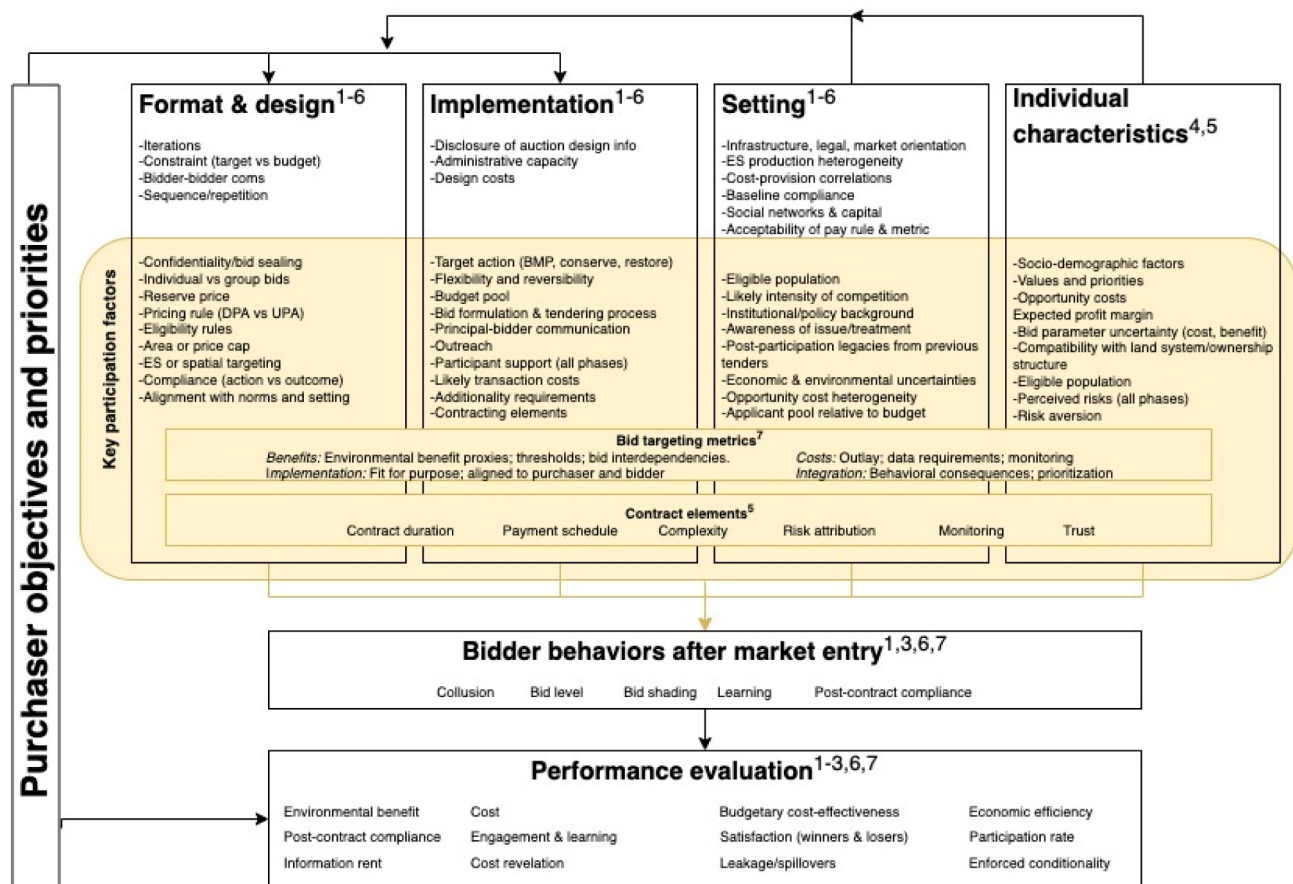 Purchaser objectives and priorities
Format & design1-6
-Iterations
-Constraint (target vs budget)
-Bidder-bidder coms
-Sequence/repetition
Implementation1-6
-Disclosure of auction design info
-Administrative capacity
-Design costs
Setting1-6
-Infrastructure, legal, market orientation
-ES production heterogeneity
-Cost-provision correlations
-Baseline compliance
-Social networks & capital
-Acceptability of pay rule & metric
Individual
characteristics4,5
Key participation factors
-Confidentiality/bid sealing
-Individual vs group bids
-Reserve price
-Pricing rule (DPA vs UPA)
-Eligibility rules
-Area or price cap
-ES or spatial targeting
-Compliance (action vs outcome)
-Alignment with norms and setting
-Target action (BMP, conserve, restore)
-Flexibility and reversibility
-Budget pool
-Bid formulation & tendering process
-Principal-bidder communication
-Outreach
-Participant support (all phases)
-Likely transaction costs
-Additionality requirements
-Contracting elements
-Eligible population
-Likely intensity of competition
-Institutional/policy background
-Awareness of issue/treatment
-Post-participation legacies from previous
tenders
-Economic & environmental uncertainties
-Opportunity cost heterogeneity
-Applicant pool relative to budget
-Socio-demographic factors
-Values and priorities
-Opportunity costs
Expected profit margin
-Bid parameter uncertainty (cost, benefit)
-Compatibility with land system/ownership
structure
-Eligible population
-Perceived risks (all phases)
-Risk aversion
Bid targeting metrics7
Benefits: Environmental benefit proxies; thresholds; bid interdependencies.
Costs: Outlay; data requirements; monitoring
Implementation: Fit for purpose; aligned to purchaser and bidder
Integration: Behavioral consequences; prioritization
Contract elements5
Contract duration Payment schedule Complexity Risk attribution Monitoring Trust
Bidder behaviors after market entry1,3,6,7
Collusion Bid level Bid shading Learning Post-contract compliance
Performance evaluation1-3,6,7
Environmental benefit Cost Budgetary cost-effectiveness Economic efficiency
Post-contract compliance Engagement & learning Satisfaction (winners & losers) Participation rate
Information rent Cost revelation Leakage/spillovers Enforced conditionality